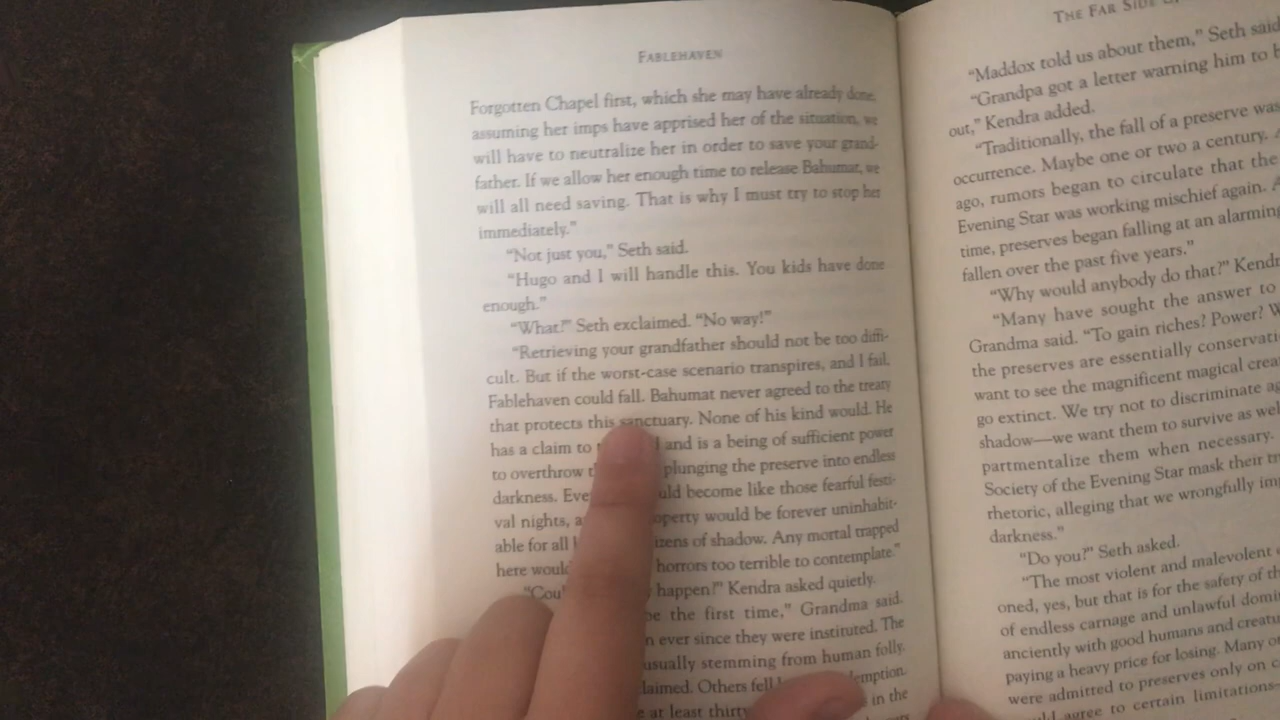 FABLEHAVEN
Forgotten Chapel first, which she may have already done,
assuming her imps have apprised her of the situation, we
will have to neutralize her in order to save your grand-
father. If we allow her enough time to release Bahumat, we
will all need saving. That is why I must try to stop her
immediately."
"Not just you," Seth said.
"Hugo and I will handle this. You kids have done
enough."
"What?" Seth exclaimed. "No way!"
"Retrieving your grandfather should not be too diffi-
cult. But if the worst-case scenario transpires, and I fail,
Fablehaven could fall. Bahumat never agreed to the treaty
that protects this sanctuary. None of his kind would. He
has a claim to and is a being of sufficient power
to overthrow plunging the preserve into endless
darkness. become like those fearful festi-
val nights, would be forever uninhabit-
able for all of shadow. Any mortal trapped
here horrors too terrible to contemplate."
happen?" Kendra asked quietly.
the first time," Grandma said.
ever since they were instituted. The
usually stemming from human folly.
Others fell
at least thirty in the
THE FAR SIDE
"Maddox told us about them," Seth said
"Grandpa got a letter warning him to
out," Kendra added.
"Traditionally, the fall of a preserve was
occurrence. Maybe one or two a century.
ago, rumors began to circulate that the
Evening Star was working mischief again.
time, preserves began falling at an alarming
fallen over the past five years."
"Why would anybody do that?"
"Many have sought the answer to
Grandma said. "To gain riches? Power?
the preserves are essentially
want to see the magnificent magical
go extinct. We try not to discriminate
shadow—we want them to survive as
partmentalize them when necessary.
Society of the Evening Star mask their
rhetoric, alleging that we wrongfully
darkness."
"Do you?" Seth asked.
"The most violent and malevolent
oned, yes, but that is for the safety of
of endless carnage and unlawful
anciently with good humans and
paying a heavy price for losing. Many
were admitted to preserves only on
agree to certain limitations